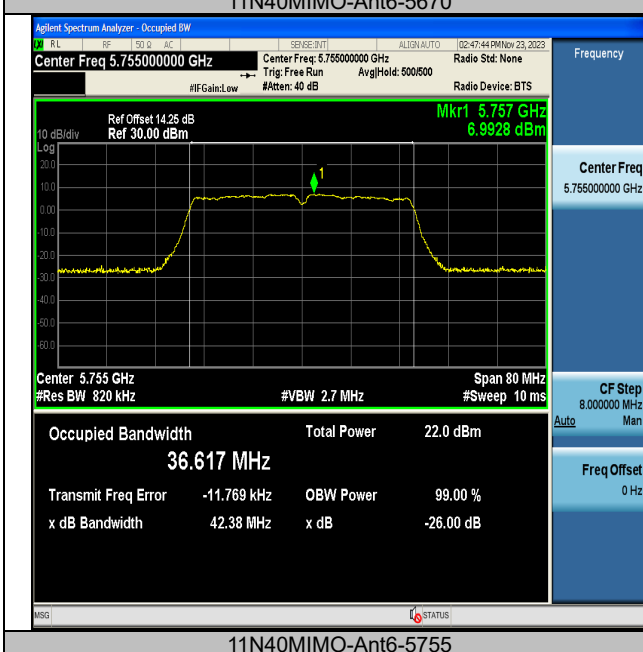 11N40MIMO-Ant6-5670
Agilent Spectrum Analyzer - Occupied BW
RL RF 50 Ω AC SENSE:INT ALIGN AUTO 02:47:44 PM Nov 23, 2023
Center Freq 5.755000000 GHz Center Freq: 5.755000000 GHz Radio Std: None
Trig: Free Run Avg|Hold: 500/500
#IFGain:Low #Atten: 40 dB Radio Device: BTS
Frequency
Ref Offset 14.25 dB Mkr1 5.757 GHz
10 dB/div Ref 30.00 dBm 6.9928 dBm
Log
20.0
1
10.0
0.00
-10.0
-20.0
-30.0
-40.0
-50.0
-60.0
Center Freq
5.755000000 GHz
Center 5.755 GHz Span 80 MHz
#Res BW 820 kHz #VBW 2.7 MHz #Sweep 10 ms
CF Step
8.000000 MHz
Auto Man
Occupied Bandwidth Total Power 22.0 dBm
36.617 MHz
Transmit Freq Error -11.769 kHz OBW Power 99.00 %
x dB Bandwidth 42.38 MHz x dB -26.00 dB
Freq Offset
0 Hz
MSG STATUS
11N40MIMO-Ant6-5755